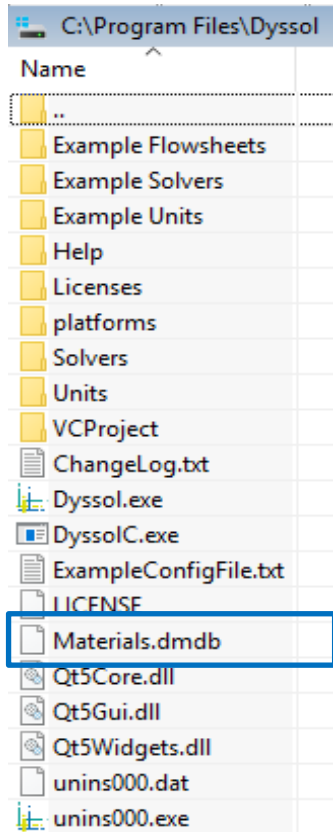 C:\Program Files\Dyssol
Name
..
Example Flowsheets
Example Solvers
Example Units
Help
Licenses
platforms
Solvers
Units
VCProject
ChangeLog.txt
Dyssol.exe
DyssolC.exe
ExampleConfigFile.txt
LICENSE
Materials.dmdb
Qt5Core.dll
Qt5Gui.dll
Qt5Widgets.dll
unins000.dat
unins000.exe